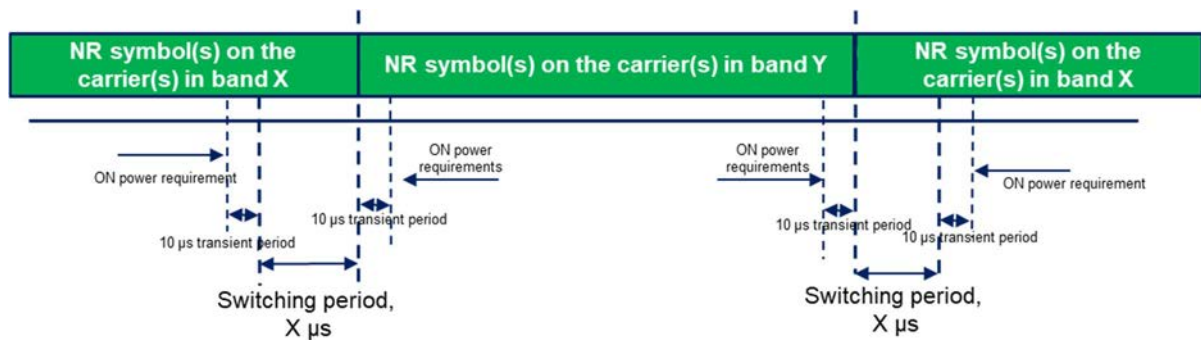 NR symbol(s) on the
carrier(s) in band X
NR symbol(s) on the carrier(s) in band Y
NR symbol(s) on the
carrier(s) in band X
ON power requirement
10 µs transient period
Switching period,
X µs
ON power
requirements
10 µs transient period
ON power
requirements
10 µs transient period
Switching period,
X µs
ON power requirement
10 µs transient period